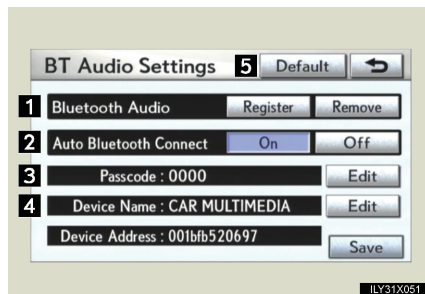 BT Audio Settings 5 Default
1 Bluetooth Audio Register Remove
2 Auto Bluetooth Connect On Off
3 Passcode : 0000 Edit
4 Device Name : CAR MULTIMEDIA Edit
Device Address : 001bfb520697
Save
ILY31X051